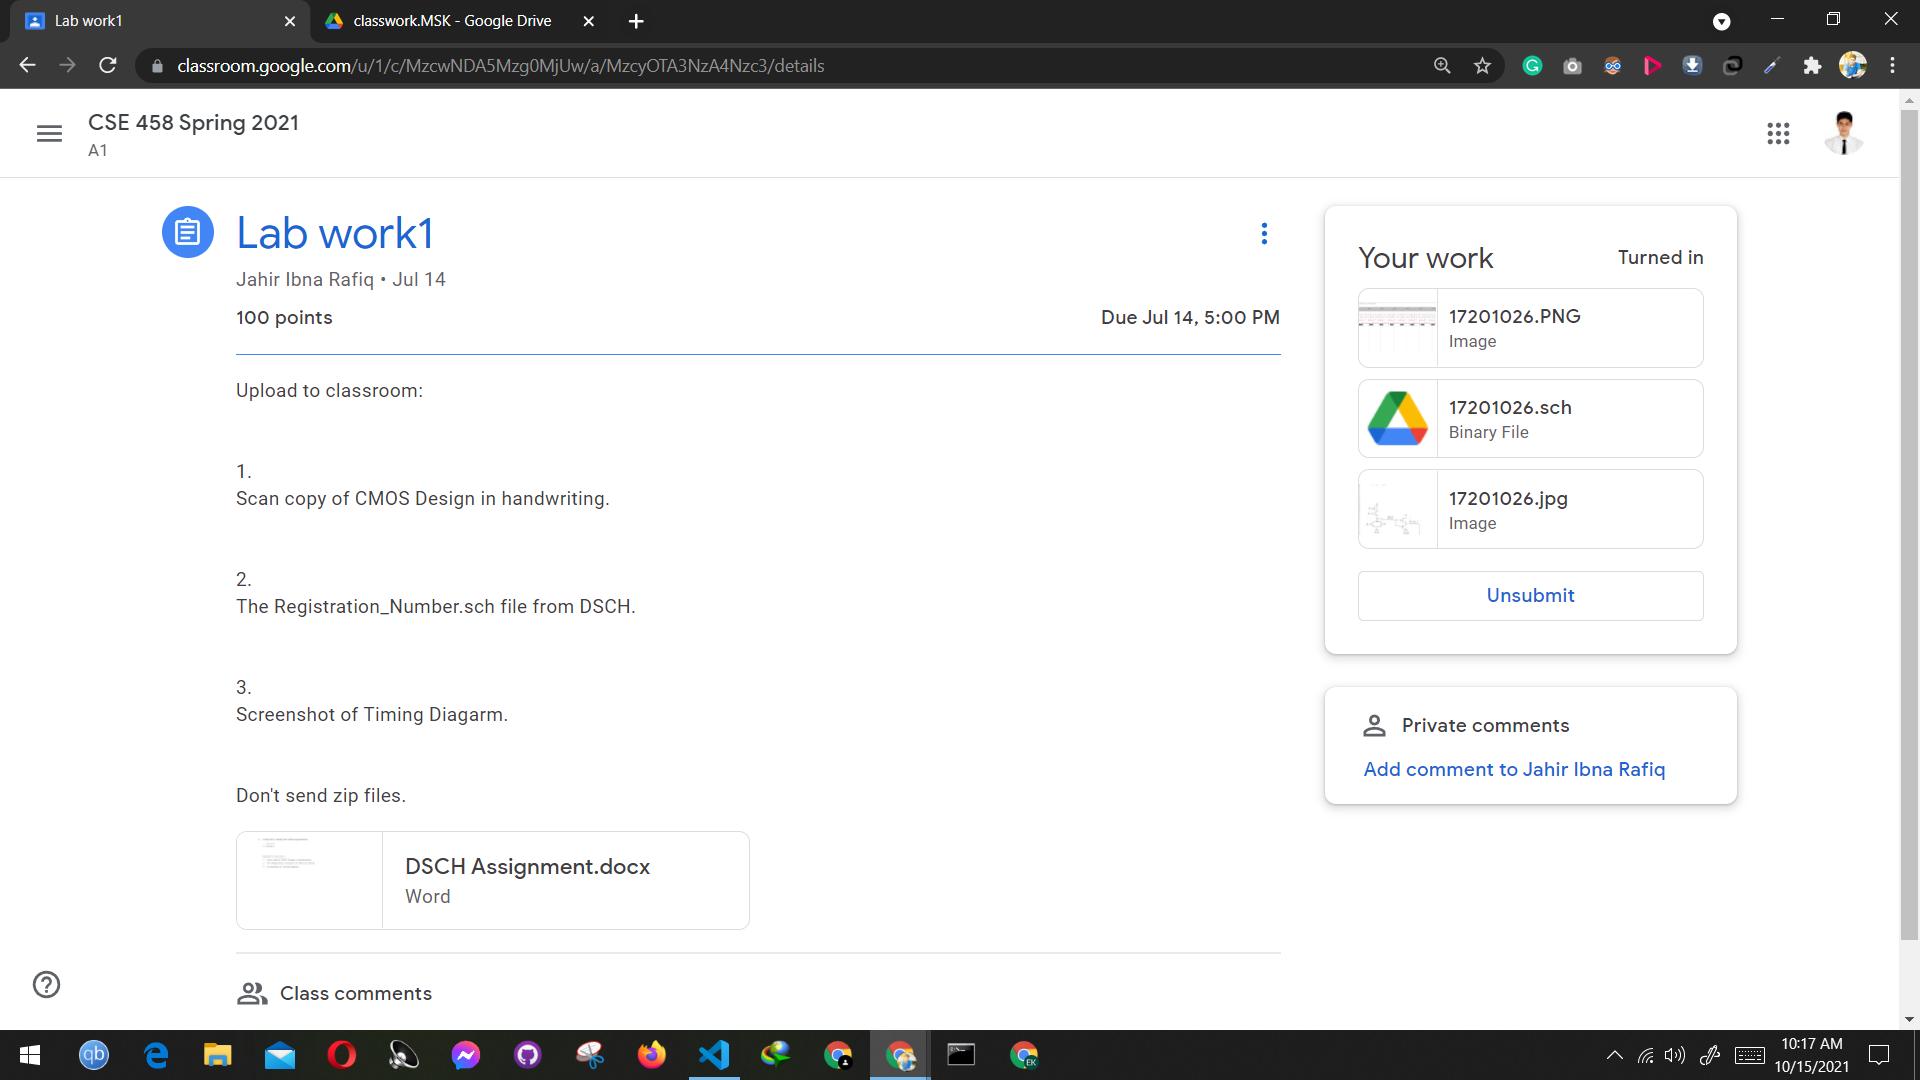 Lab work1
classwork.MSK - Google Drive
classroom.google.com/u/1/c/MzcwNDA5Mzg0MjUw/a/MzcyOTA3NzA4Nzc3/details
CSE 458 Spring 2021
A1
Lab work1
Jahir Ibna Rafiq • Jul 14
100 points
Due Jul 14, 5:00 PM
Upload to classroom:
1.
Scan copy of CMOS Design in handwriting.
2.
The Registration_Number.sch file from DSCH.
3.
Screenshot of Timing Diagarm.
Don't send zip files.
DSCH Assignment.docx
Word
Class comments
Your work
Turned in
17201026.PNG
Image
17201026.sch
Binary File
17201026.jpg
Image
Unsubmit
Private comments
Add comment to Jahir Ibna Rafiq
qb
EK
10:17 AM
10/15/2021